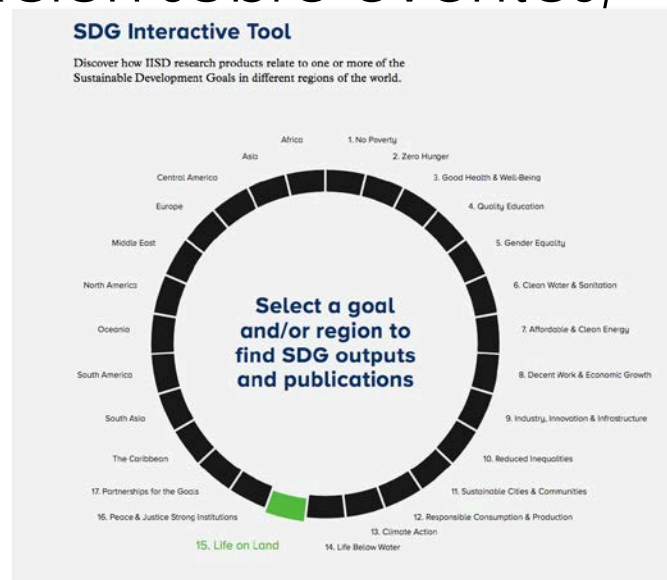 SDG Interactive Tool
Discover how IISD research products relate to one or more of the
Sustainable Development Goals in different regions of the world.
Africa
1. No Poverty
Asia
2. Zero Hunger
Central America
3. Good Health & Well-Being
Europe
4. Quality Education
Middle East
5. Gender Equality
North America
6. Clean Water & Sanitation
Oceania
7. Affordable & Clean Energy
South America
8. Decent Work & Economic Growth
South Asia
9. Industry, Innovation & Infrastructure
The Caribbean
10. Reduced Inequalities
17. Partnerships for the Goals
11. Sustainable Cities & Communities
16. Peace & Justice Strong Institutions
12. Responsible Consumption & Production
13. Climate Action
15. Life on Land
14. Life Below Water
Select a goal
and/or region to
find SDG outputs
and publications